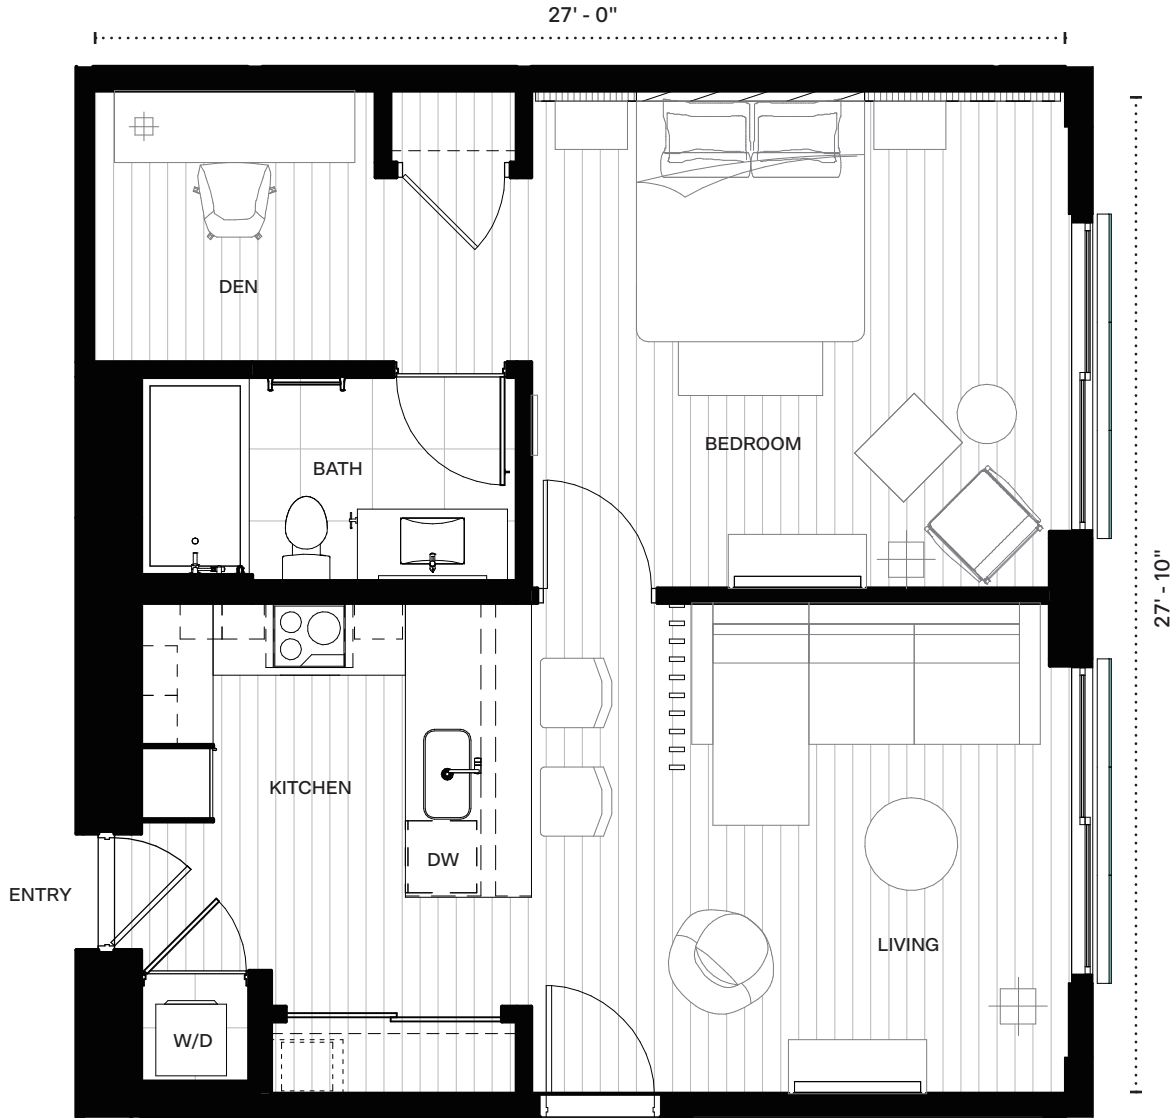 27' - 0"
DEN
BEDROOM
BATH
27' - 10"
KITCHEN
DW
ENTRY
LIVING
W/D